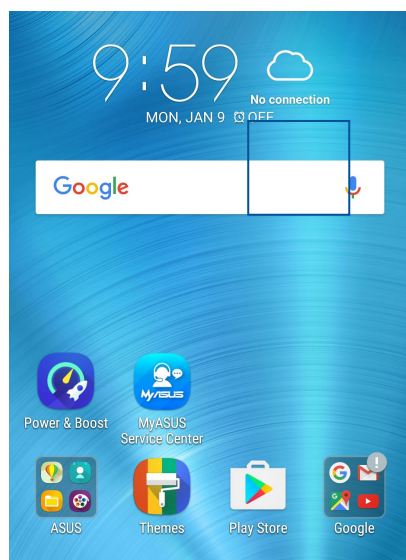 9:59
No connection
MON, JAN 9 OFF
Google
MyASUS
Power & Boost MyASUS
Service Center
ASUS Themes Play Store Google